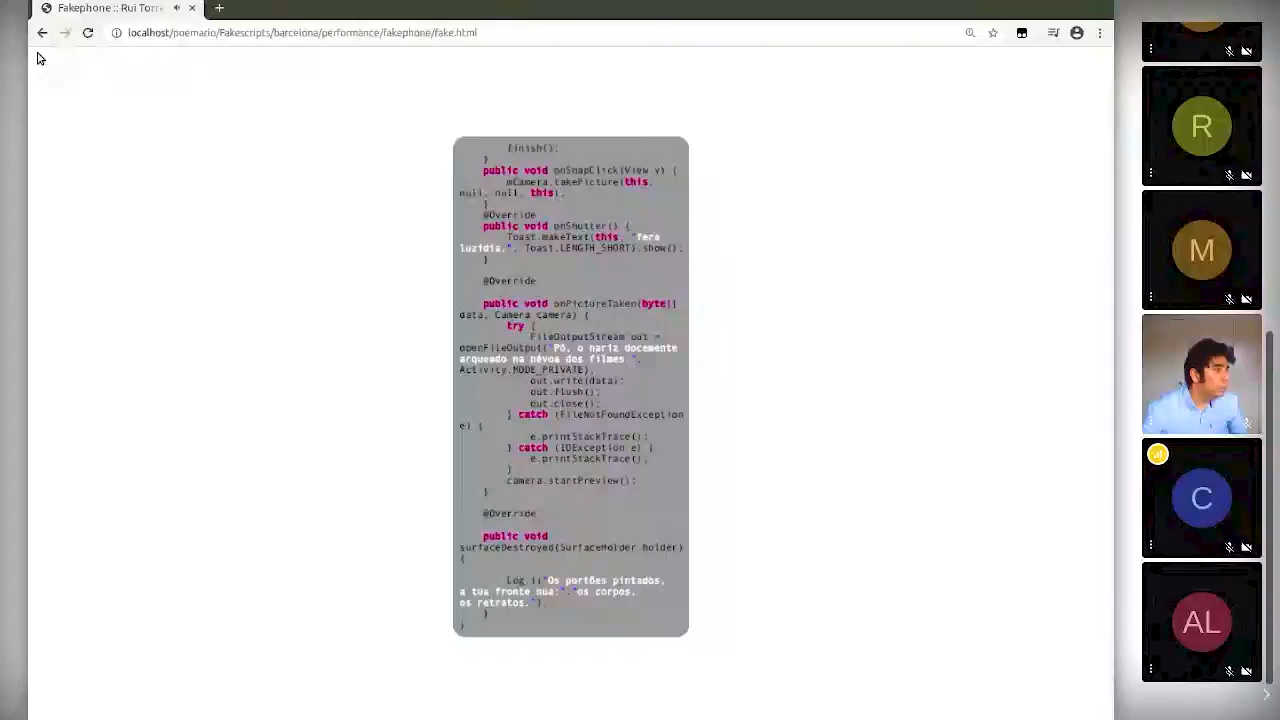 Fakephone :: Rui Torre
localhost/poemario/Fakescripts/barcelona/performance/fakephone/fake.html
finish();
}
public void onSnapClick(View v) {
mCamera.takePicture(this,
null, null, this);
}
@Override
public void onShutter() {
Toast.makeText(this, "fera
luzidia.", Toast.LENGTH_SHORT).show();
}
@Override
public void onPictureTaken(byte[]
data, Camera camera) {
try {
FileOutputStream out =
openFileOutput("Pó, o nariz docemente
arqueado na névoa dos filmes.",
Activity.MODE_PRIVATE);
out.write(data);
out.flush();
out.close();
} catch (FileNotFoundException
e) {
e.printStackTrace();
} catch (IOException e) {
e.printStackTrace();
}
camera.startPreview();
}
@Override
public void
surfaceDestroyed(SurfaceHolder holder)
{
Log.i("Os portões pintados,
a tua fronte nua:","os corpos,
os retratos.");
}
}
R
M
C
AL